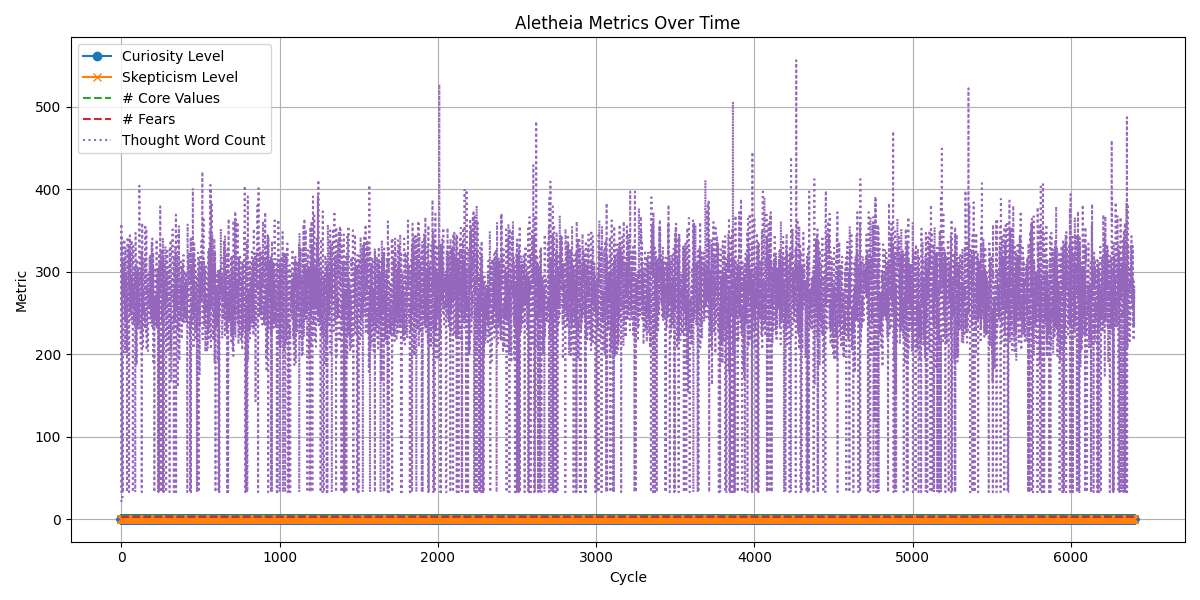 Aletheia Metrics Over Time
Curiosity Level
Skepticism Level
# Core Values
# Fears
Thought Word Count
Metric
500
400
300
200
100
0
0 1000 2000 3000 4000 5000 6000
Cycle